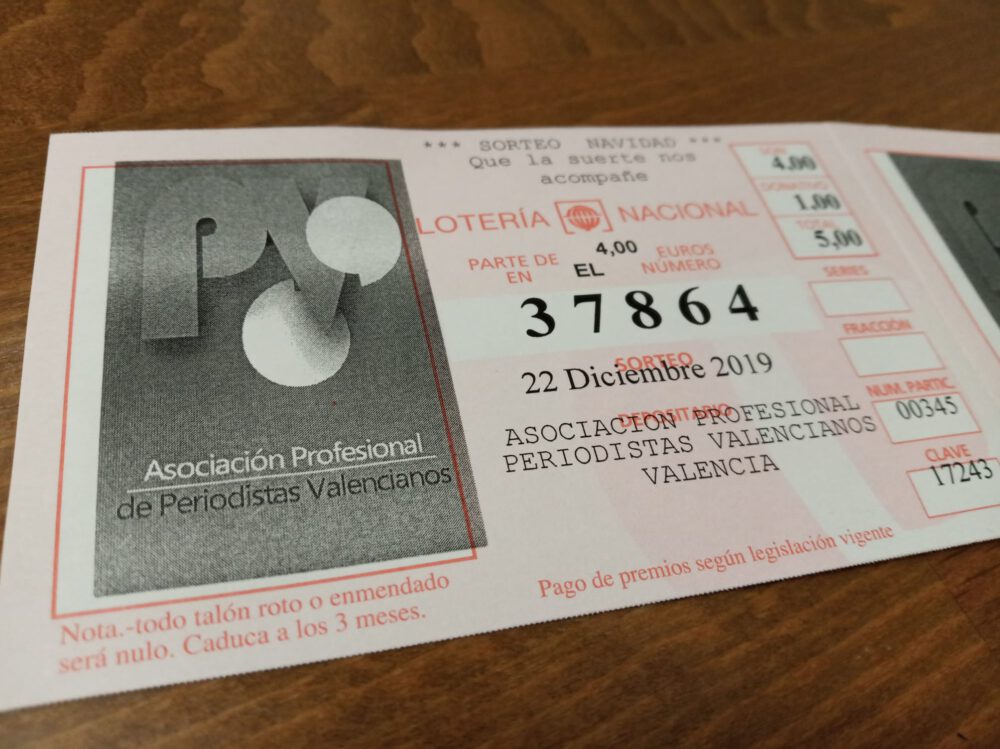 py
Asociación Profesional
de Periodistas Valencianos
Nota.-todo talón roto o enmendado
será nulo. Caduca a los 3 meses.
*** SORTEO NAVIDAD ***
Que la suerte nos
acompañe
LOTERÍA NACIONAL
PARTE DE 4,00 EUROS
EN EL NÚMERO
37864
SORTEO
22 Diciembre 2019
DEPOSITARIO
ASOCIACION PROFESIONAL
PERIODISTAS VALENCIANOS
VALENCIA
Pago de premios según legislación vigente
4,00
DONATIVO
1,00
TOTAL
5,00
SERIES
FRACCIÓN
NUM. PARTIC.
00345
CLAVE
17243